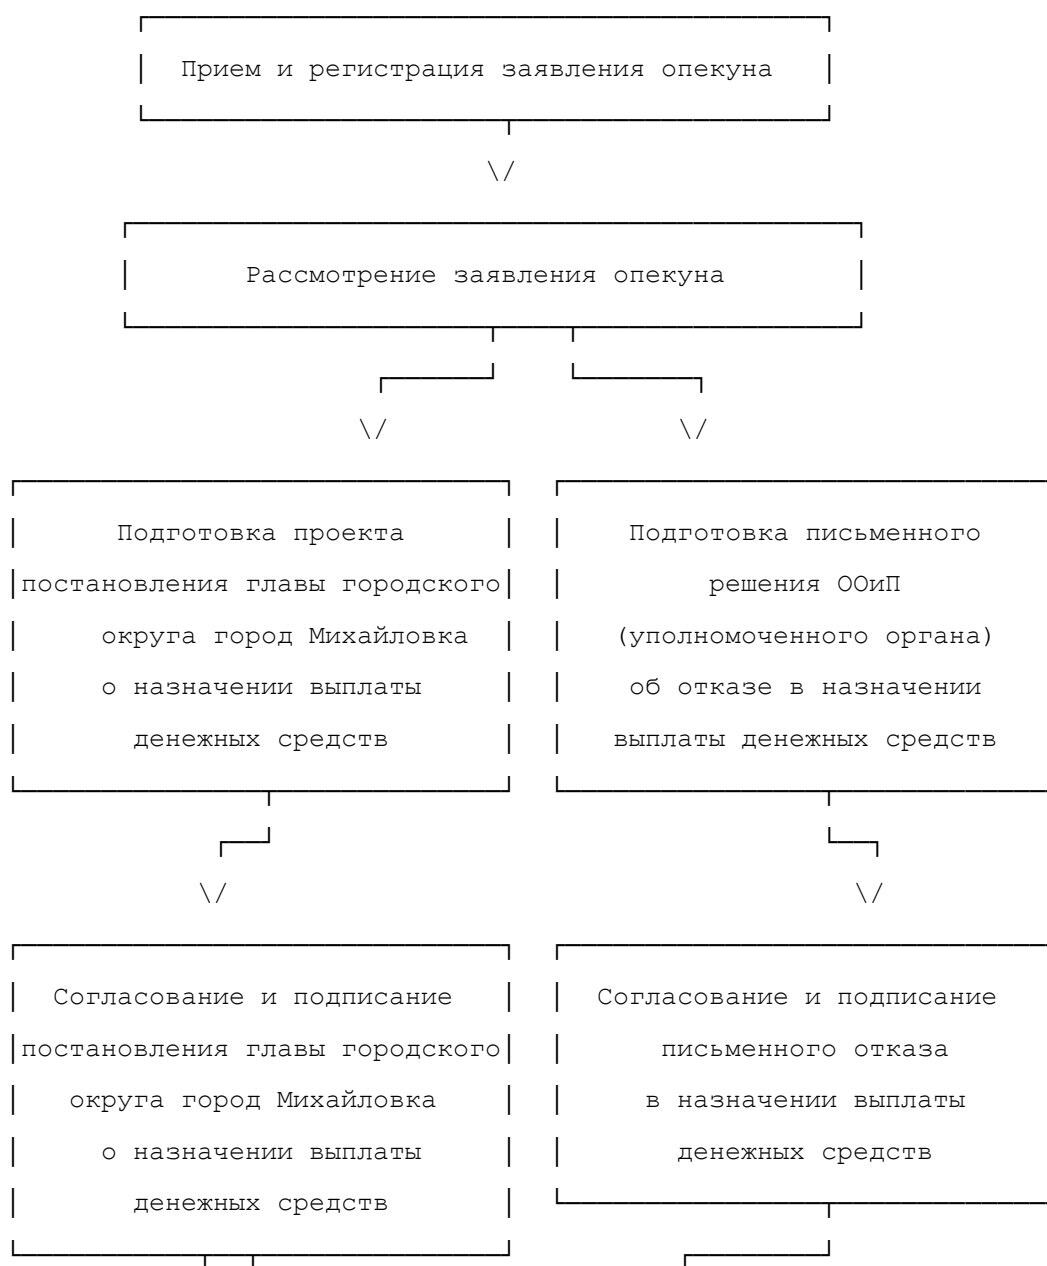 Прием и регистрация заявления опекуна
\/
Рассмотрение заявления опекуна
\/ \/
Подготовка проекта
постановления главы городского
округа город Михайловка
о назначении выплаты
денежных средств
Подготовка письменного
решения ООиП
(уполномоченного органа)
об отказе в назначении
выплаты денежных средств
\/ \/
Согласование и подписание
постановления главы городского
округа город Михайловка
о назначении выплаты
денежных средств
Согласование и подписание
письменного отказа
в назначении выплаты
денежных средств